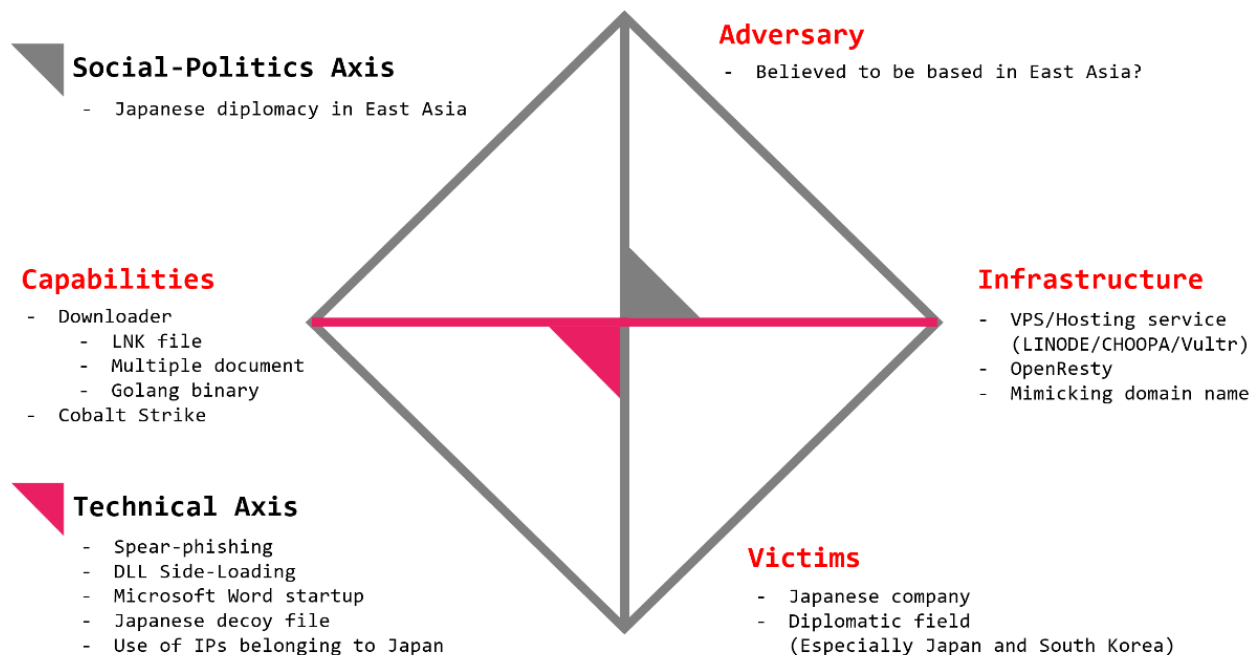 Social-Politics Axis
- Japanese diplomacy in East Asia
Adversary
- Believed to be based in East Asia?
Capabilities
- Downloader
- LNK file
- Multiple document
- Golang binary
- Cobalt Strike
Infrastructure
- VPS/Hosting service
(LINODE/CHOOPA/Vultr)
- OpenResty
- Mimicking domain name
Technical Axis
- Spear-phishing
- DLL Side-Loading
- Microsoft Word startup
- Japanese decoy file
- Use of IPs belonging to Japan
Victims
- Japanese company
- Diplomatic field
(Especially Japan and South Korea)